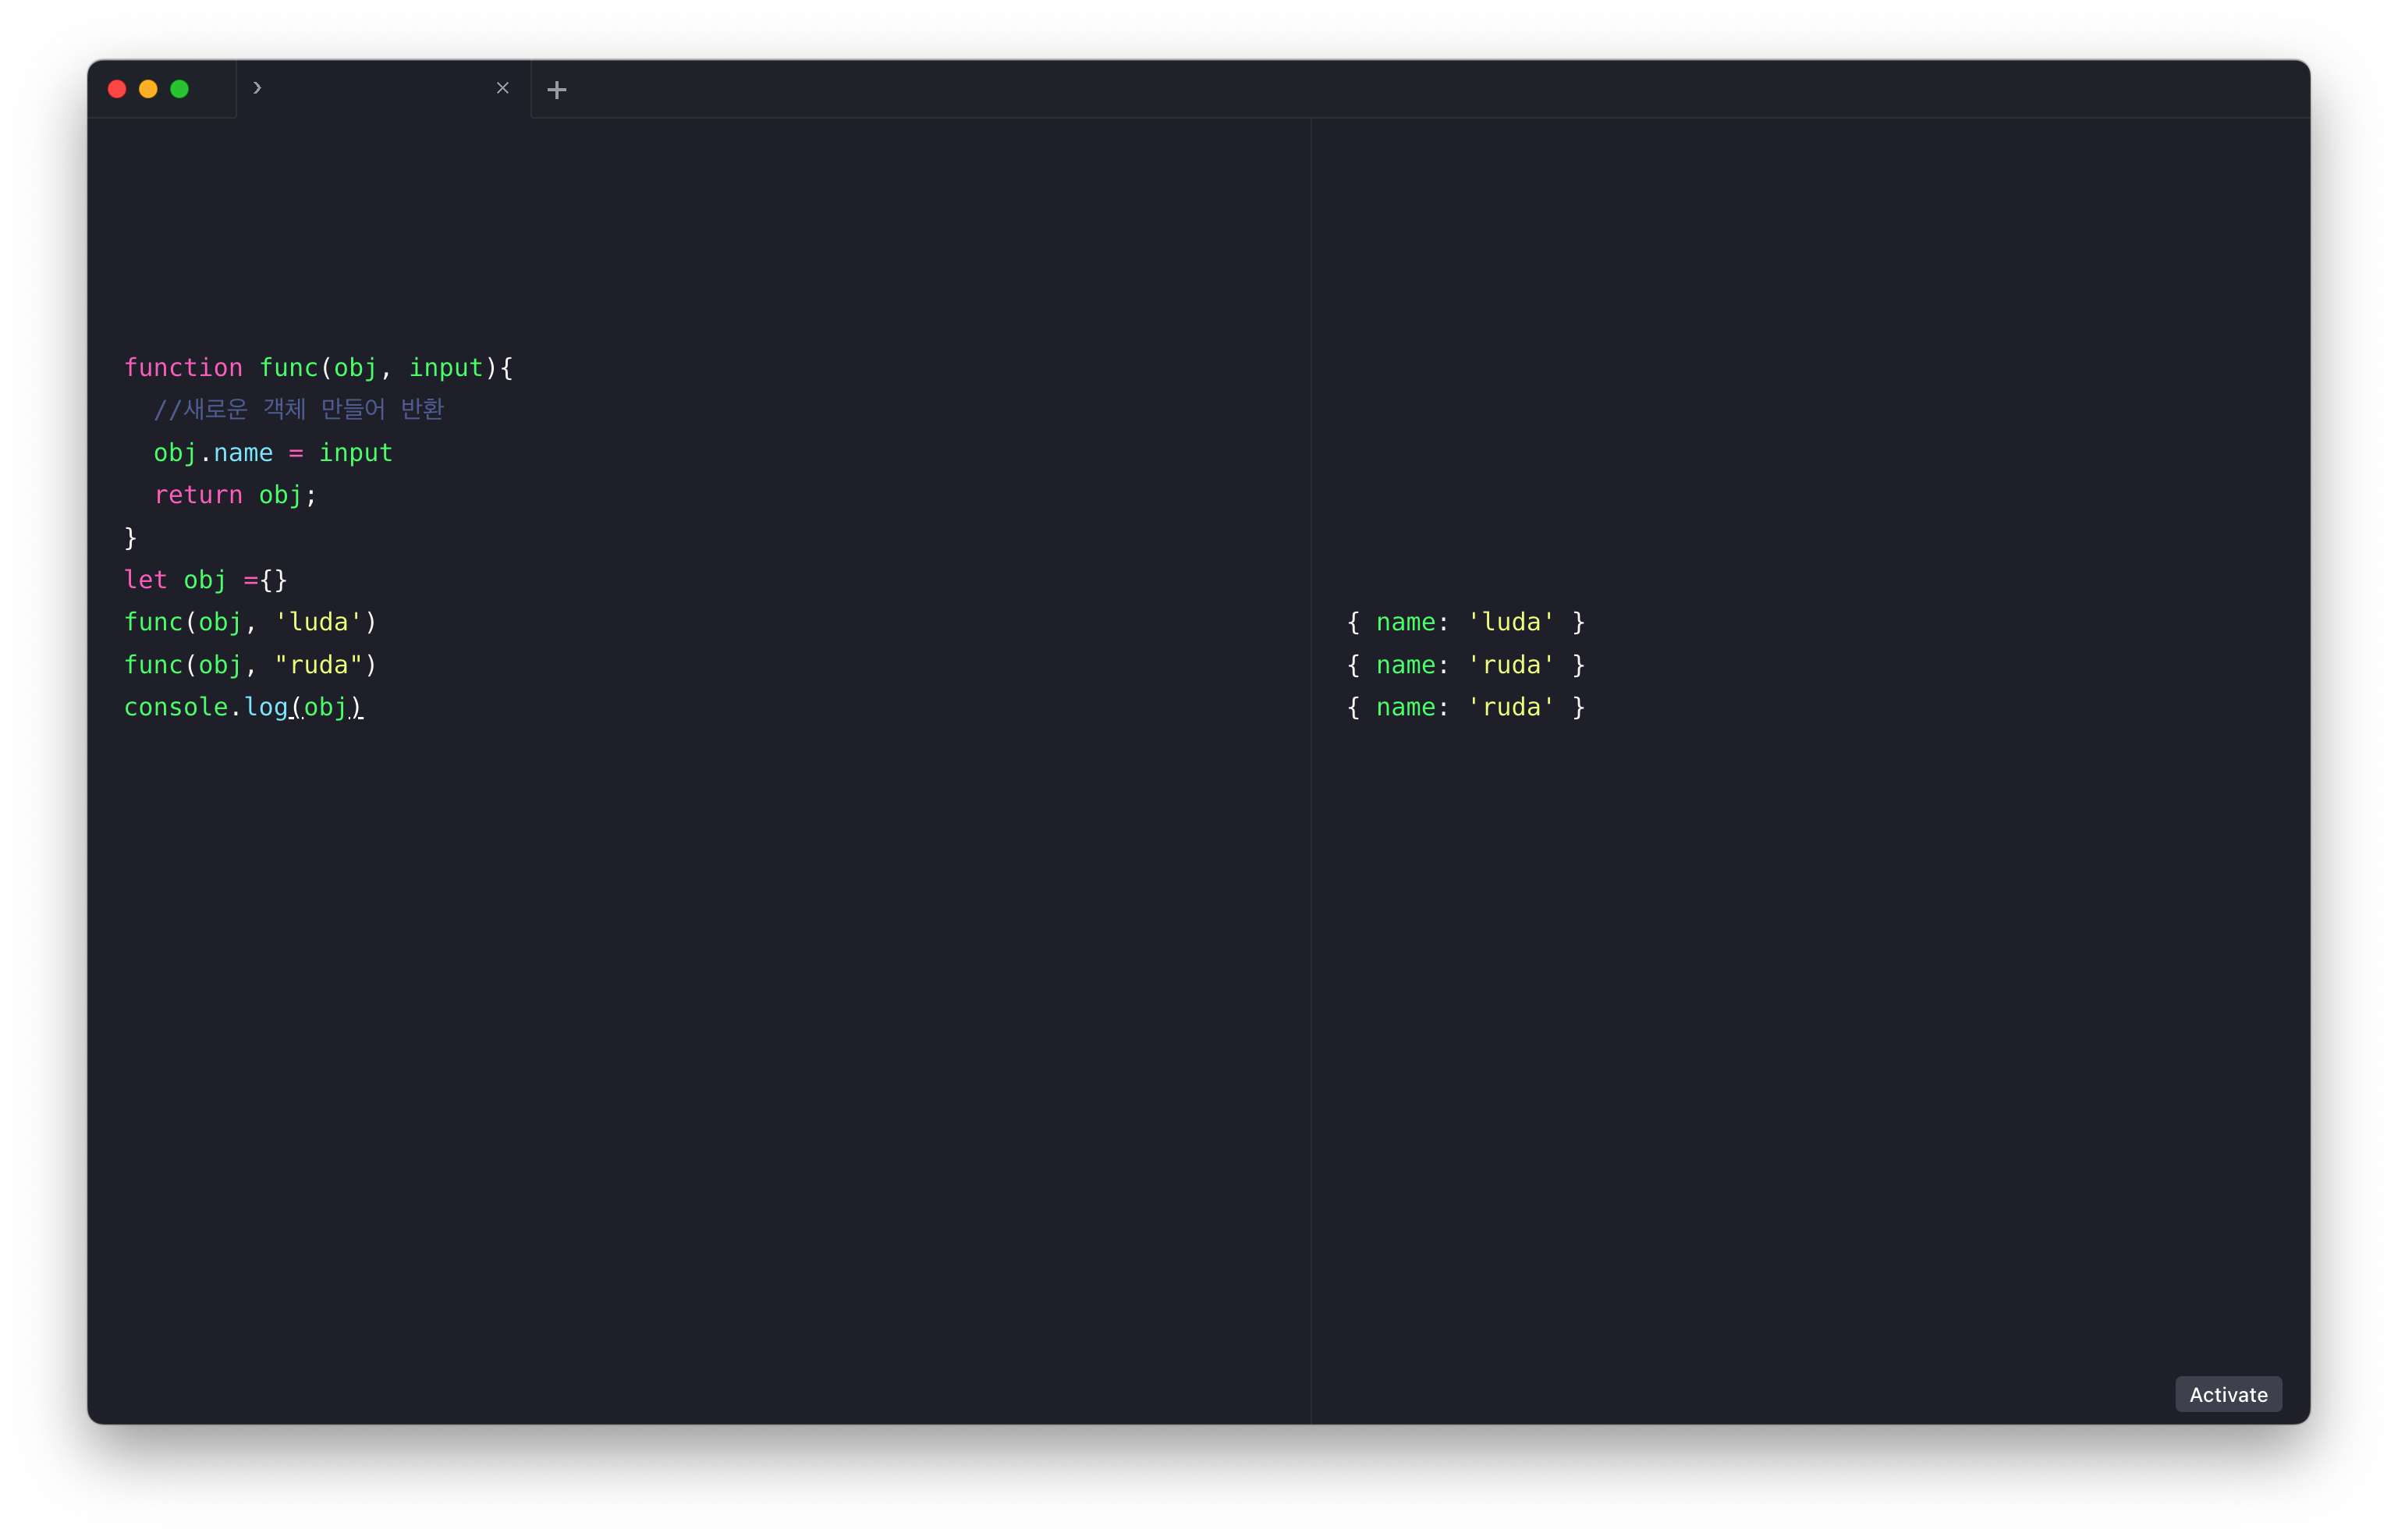 function func(obj, input){
//새로운 객체 만들어 반환
obj.name = input
return obj;
}
let obj ={}
func(obj, 'luda')
func(obj, "ruda")
console.log(obj)
{ name: 'luda' }
{ name: 'ruda' }
{ name: 'ruda' }
Activate